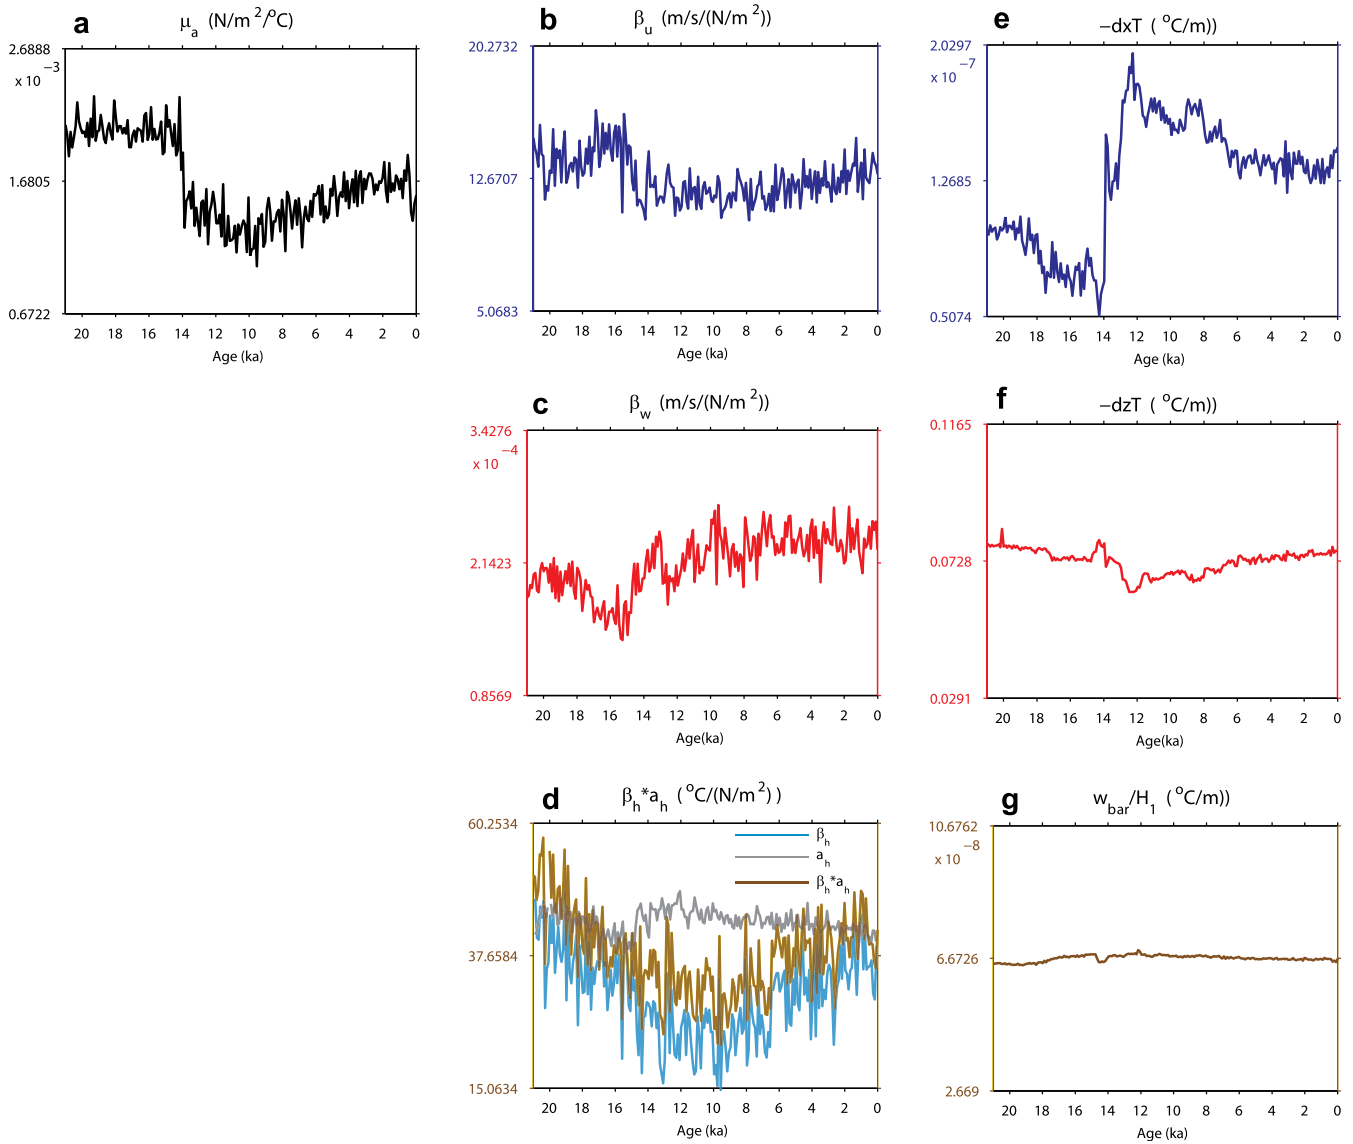 a
μa (N/m2/oC)
2.6888
x 10−3
1.6805
0.6722
20 18 16 14 12 10 8 6 4 2 0
Age (ka)
b
βu (m/s/(N/m2))
20.2732
12.6707
5.0683
20 18 16 14 12 10 8 6 4 2 0
Age (ka)
e
−dxT ( oC/m))
2.0297
x 10−7
1.2685
0.5074
20 18 16 14 12 10 8 6 4 2 0
Age (ka)
c
βw (m/s/(N/m2))
3.4276
x 10−4
2.1423
0.8569
20 18 16 14 12 10 8 6 4 2 0
Age(ka)
f
−dzT ( oC/m))
0.1165
0.0728
0.0291
20 18 16 14 12 10 8 6 4 2 0
Age(ka)
d
βh*ah ( oC/(N/m2) )
60.2534
37.6584
15.0634
βh
ah
βh*ah
20 18 16 14 12 10 8 6 4 2 0
Age (ka)
g
wbar/H1 ( oC/m))
10.6762
x 10−8
6.6726
2.669
20 18 16 14 12 10 8 6 4 2 0
Age (ka)